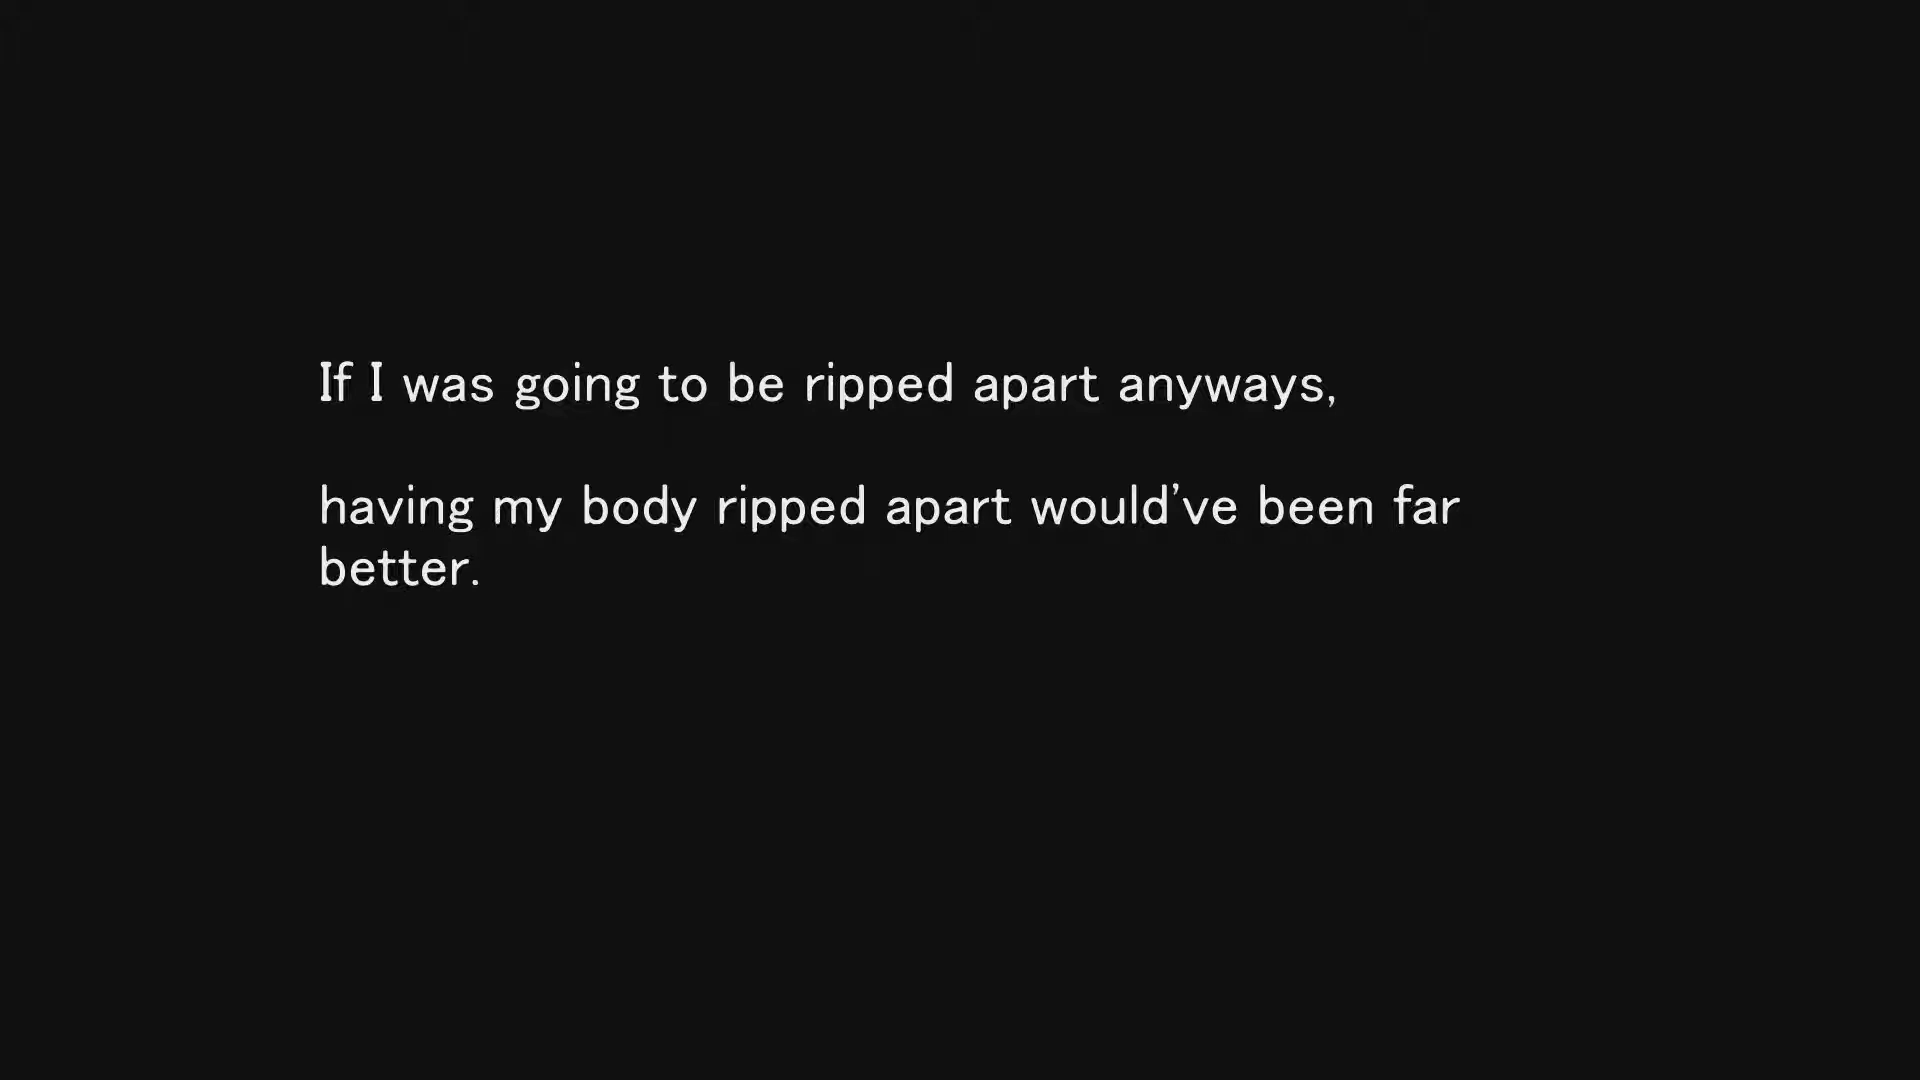 If I was going to be ripped apart anyways,
having my body ripped apart would've been far
better.